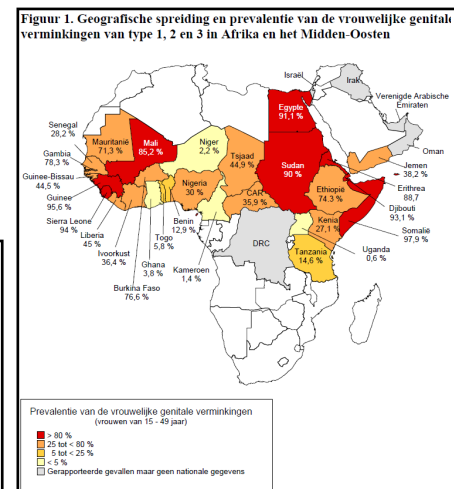 Figuur 1. Geografische spreiding en prevalentie van de vrouwelijke genitale
verminkingen van type 1, 2 en 3 in Afrika en het Midden-Oosten
Israël
Irak
Verenigde Arabische
Emiraten
Oman
Egypte
91,1 %
Senegal
28,2 %
Mauritanië
71,3 %
Mali
85,2 %
Niger
2,2 %
Tsjaad
44,9 %
Sudan
90 %
Jemen
38,2 %
Gambia
78,3 %
Guinee-Bissau
44,5 %
Guinee
95,6 %
Sierra Leone
94 %
Liberia
45 %
Ivoorkust
36,4 %
Burkina Faso
76,6 %
Ghana
3,8 %
Togo
5,8 %
Benin
12,9 %
Nigeria
30 %
Kameroen
1,4 %
CAR
35,9 %
DRC
Ethiopië
74.3 %
Erithrea
88,7
Djibouti
93,1 %
Somalië
97,9 %
Kenia
27,1 %
Uganda
0,6 %
Tanzania
14,6 %
Prevalentie van de vrouwelijke genitale verminkingen
(vrouwen van 15 - 49 jaar)
> 80 %
25 tot < 80 %
5 tot < 25 %
< 5 %
Gerapporteerde gevallen maar geen nationale gegevens